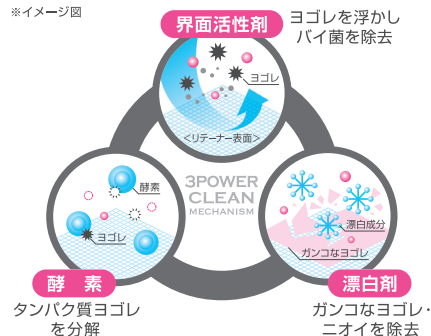 ※イメージ図
界面活性剤
ヨゴレを浮かし
バイ菌を除去
ヨゴレ
＜リテーナー表面＞
3POWER
CLEAN
MECHANISM
酵素
ヨゴレ
漂白成分
ガンコなヨゴレ
酵 素
タンパク質ヨゴレ
を分解
漂白剤
ガンコなヨゴレ・
ニオイを除去